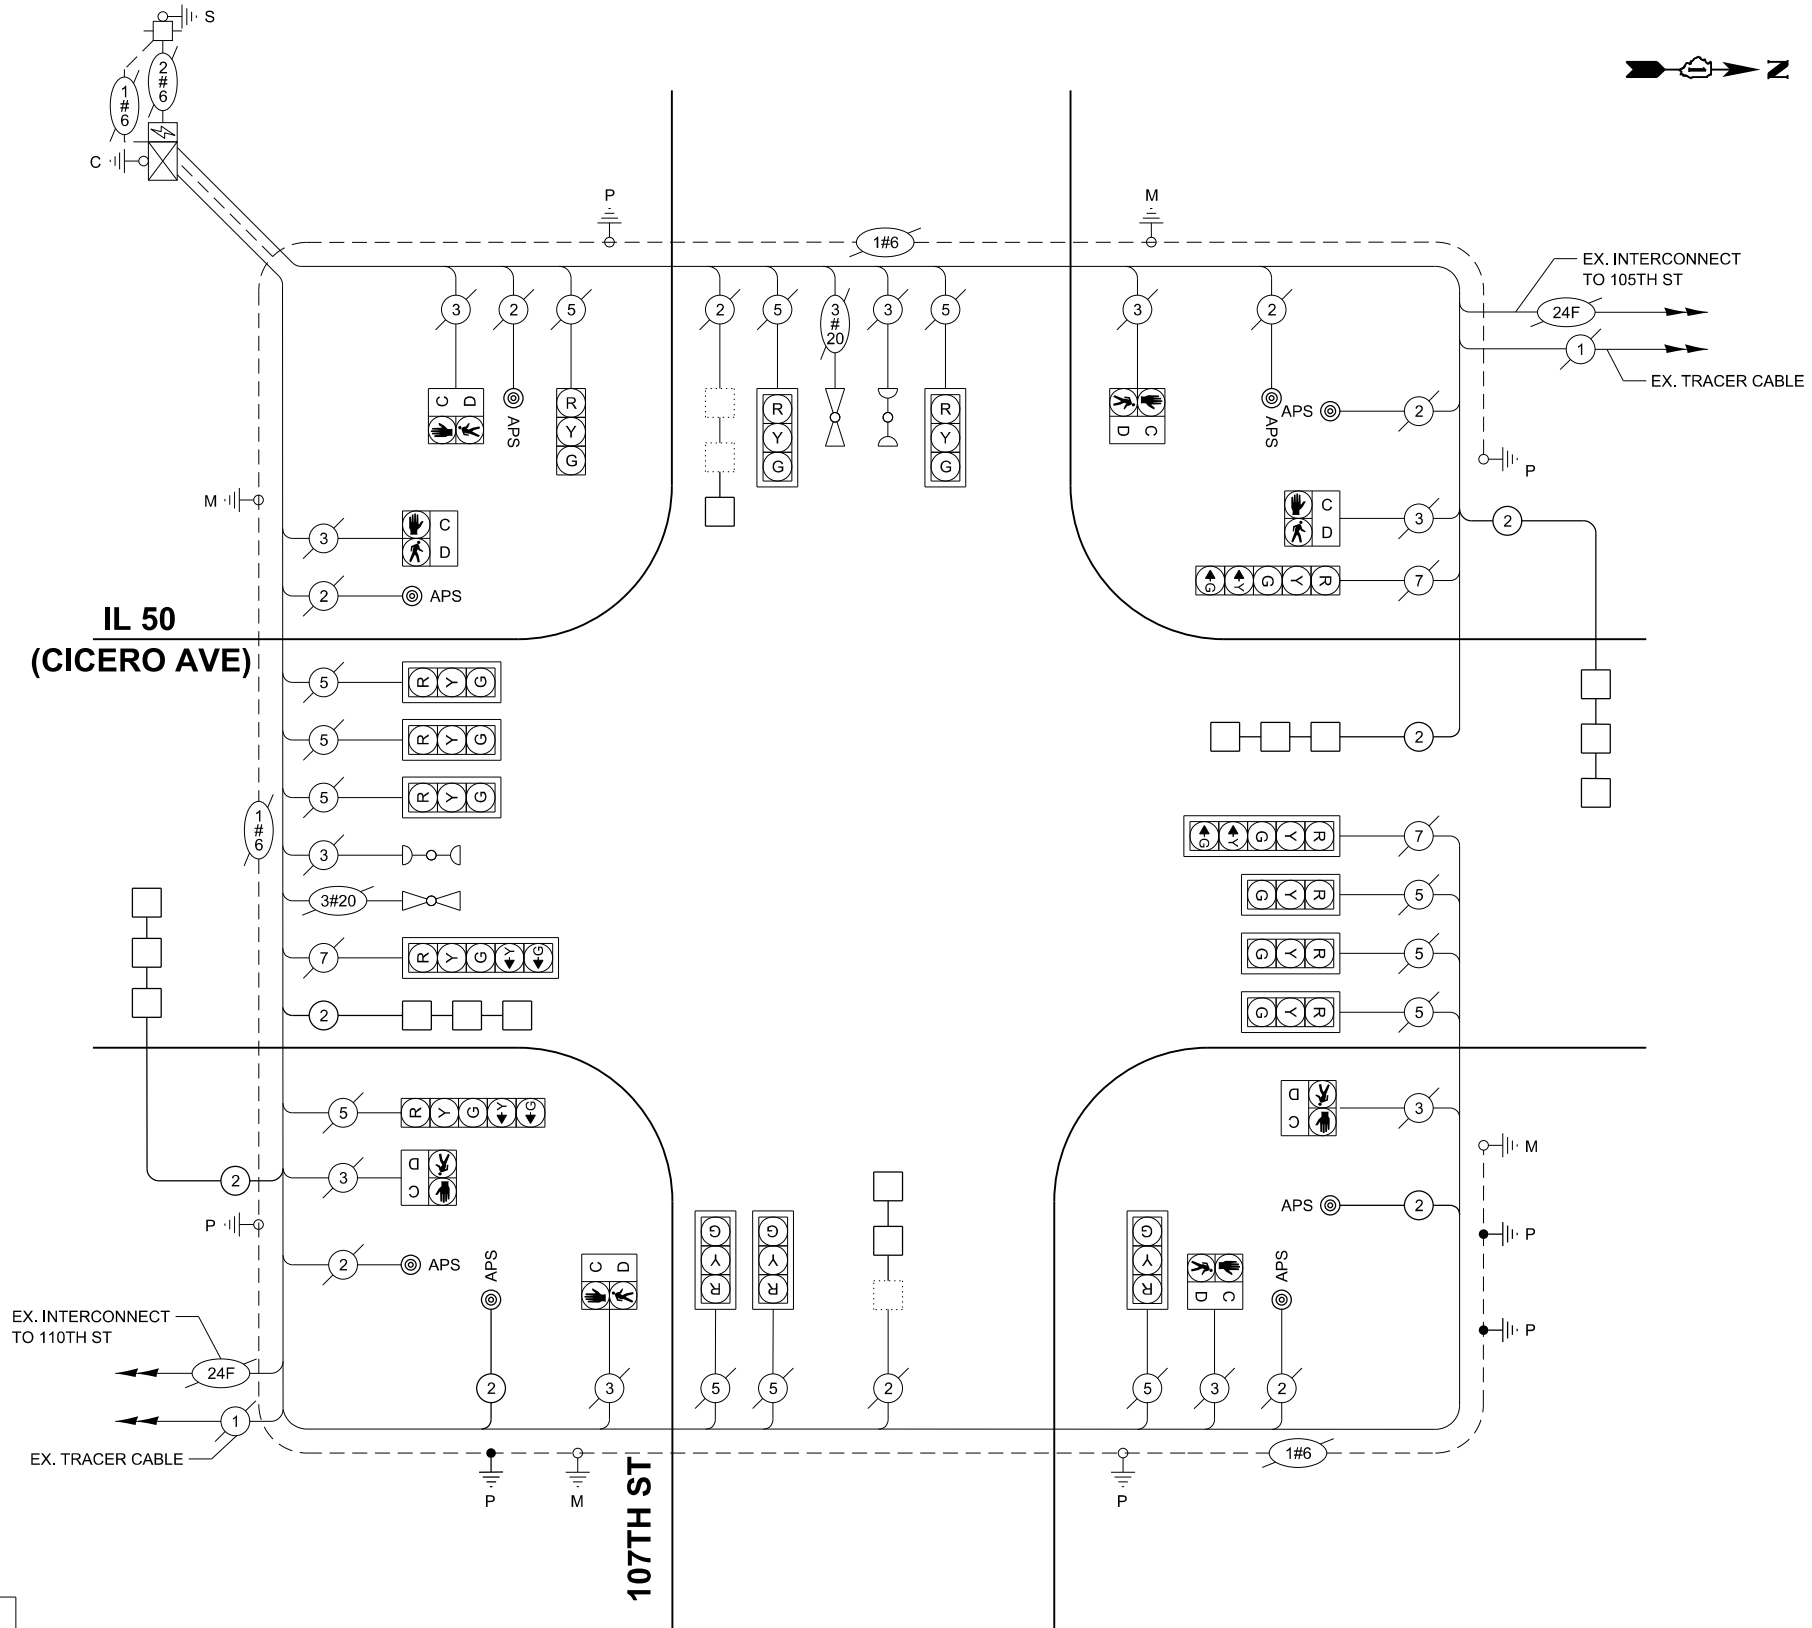 S
2
#
6
1
#
6
C
N
P
M
1#6
EX. INTERCONNECT
TO 105TH ST
24F
1
EX. TRACER CABLE
3
2
5
2
5
3
#
20
3
5
3
2
C D
APS
R
Y
G
R
Y
G
R
Y
G
D C
APS
APS
2
P
M
3
C
D
2
APS
C
D
3
2
G Y G Y R
7
IL 50
(CICERO AVE)
5
R Y G
5
R Y G
2
5
R Y G
1
#
6
3
G Y G Y R
7
3#20
G Y R
5
7
R Y G Y G
G Y R
5
2
G Y R
5
5
R Y G Y G
D
C
3
3
D
C
M
2
APS
2
P
P
2
APS
APS
C D
G
Y
R
G
Y
R
G
Y
R
D C
APS
P
EX. INTERCONNECT
TO 110TH ST
24F
2
3
5
5
2
5
3
2
1
EX. TRACER CABLE
1#6
P
M
P
107TH ST